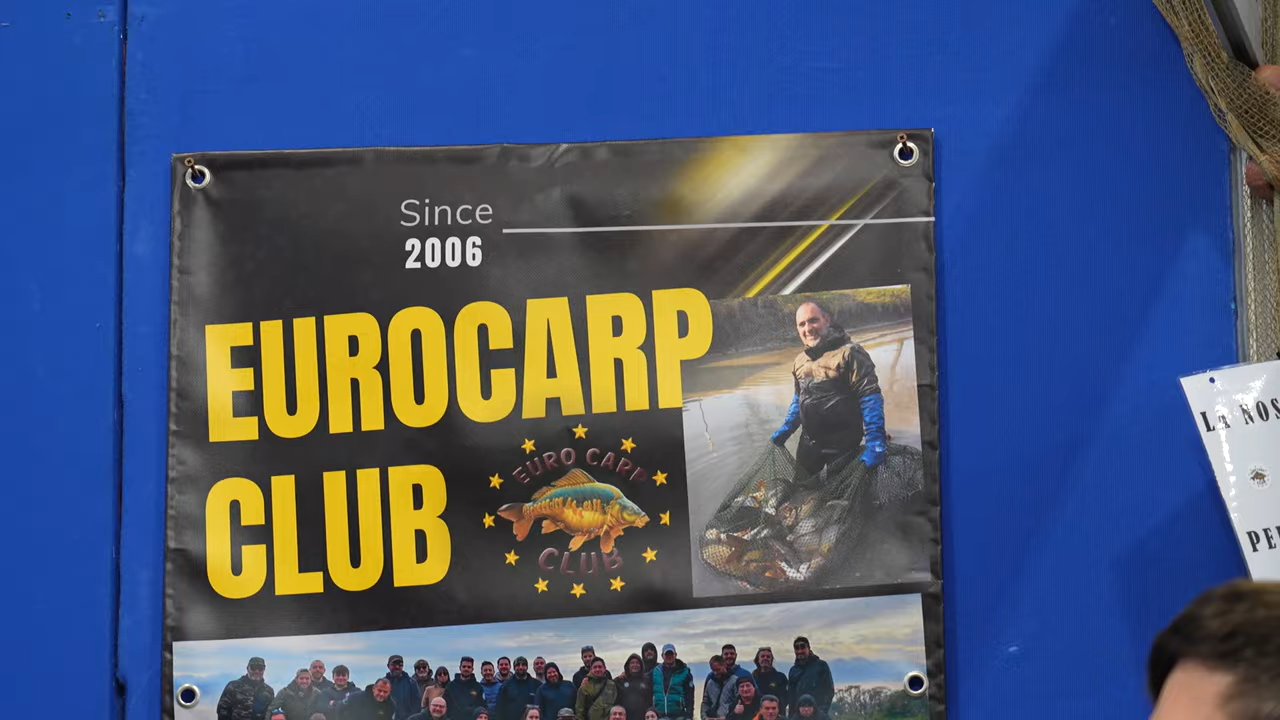 Since
2006
EUROCARP
CLUB
EURO CARP
CLUB
LA NOS
PE